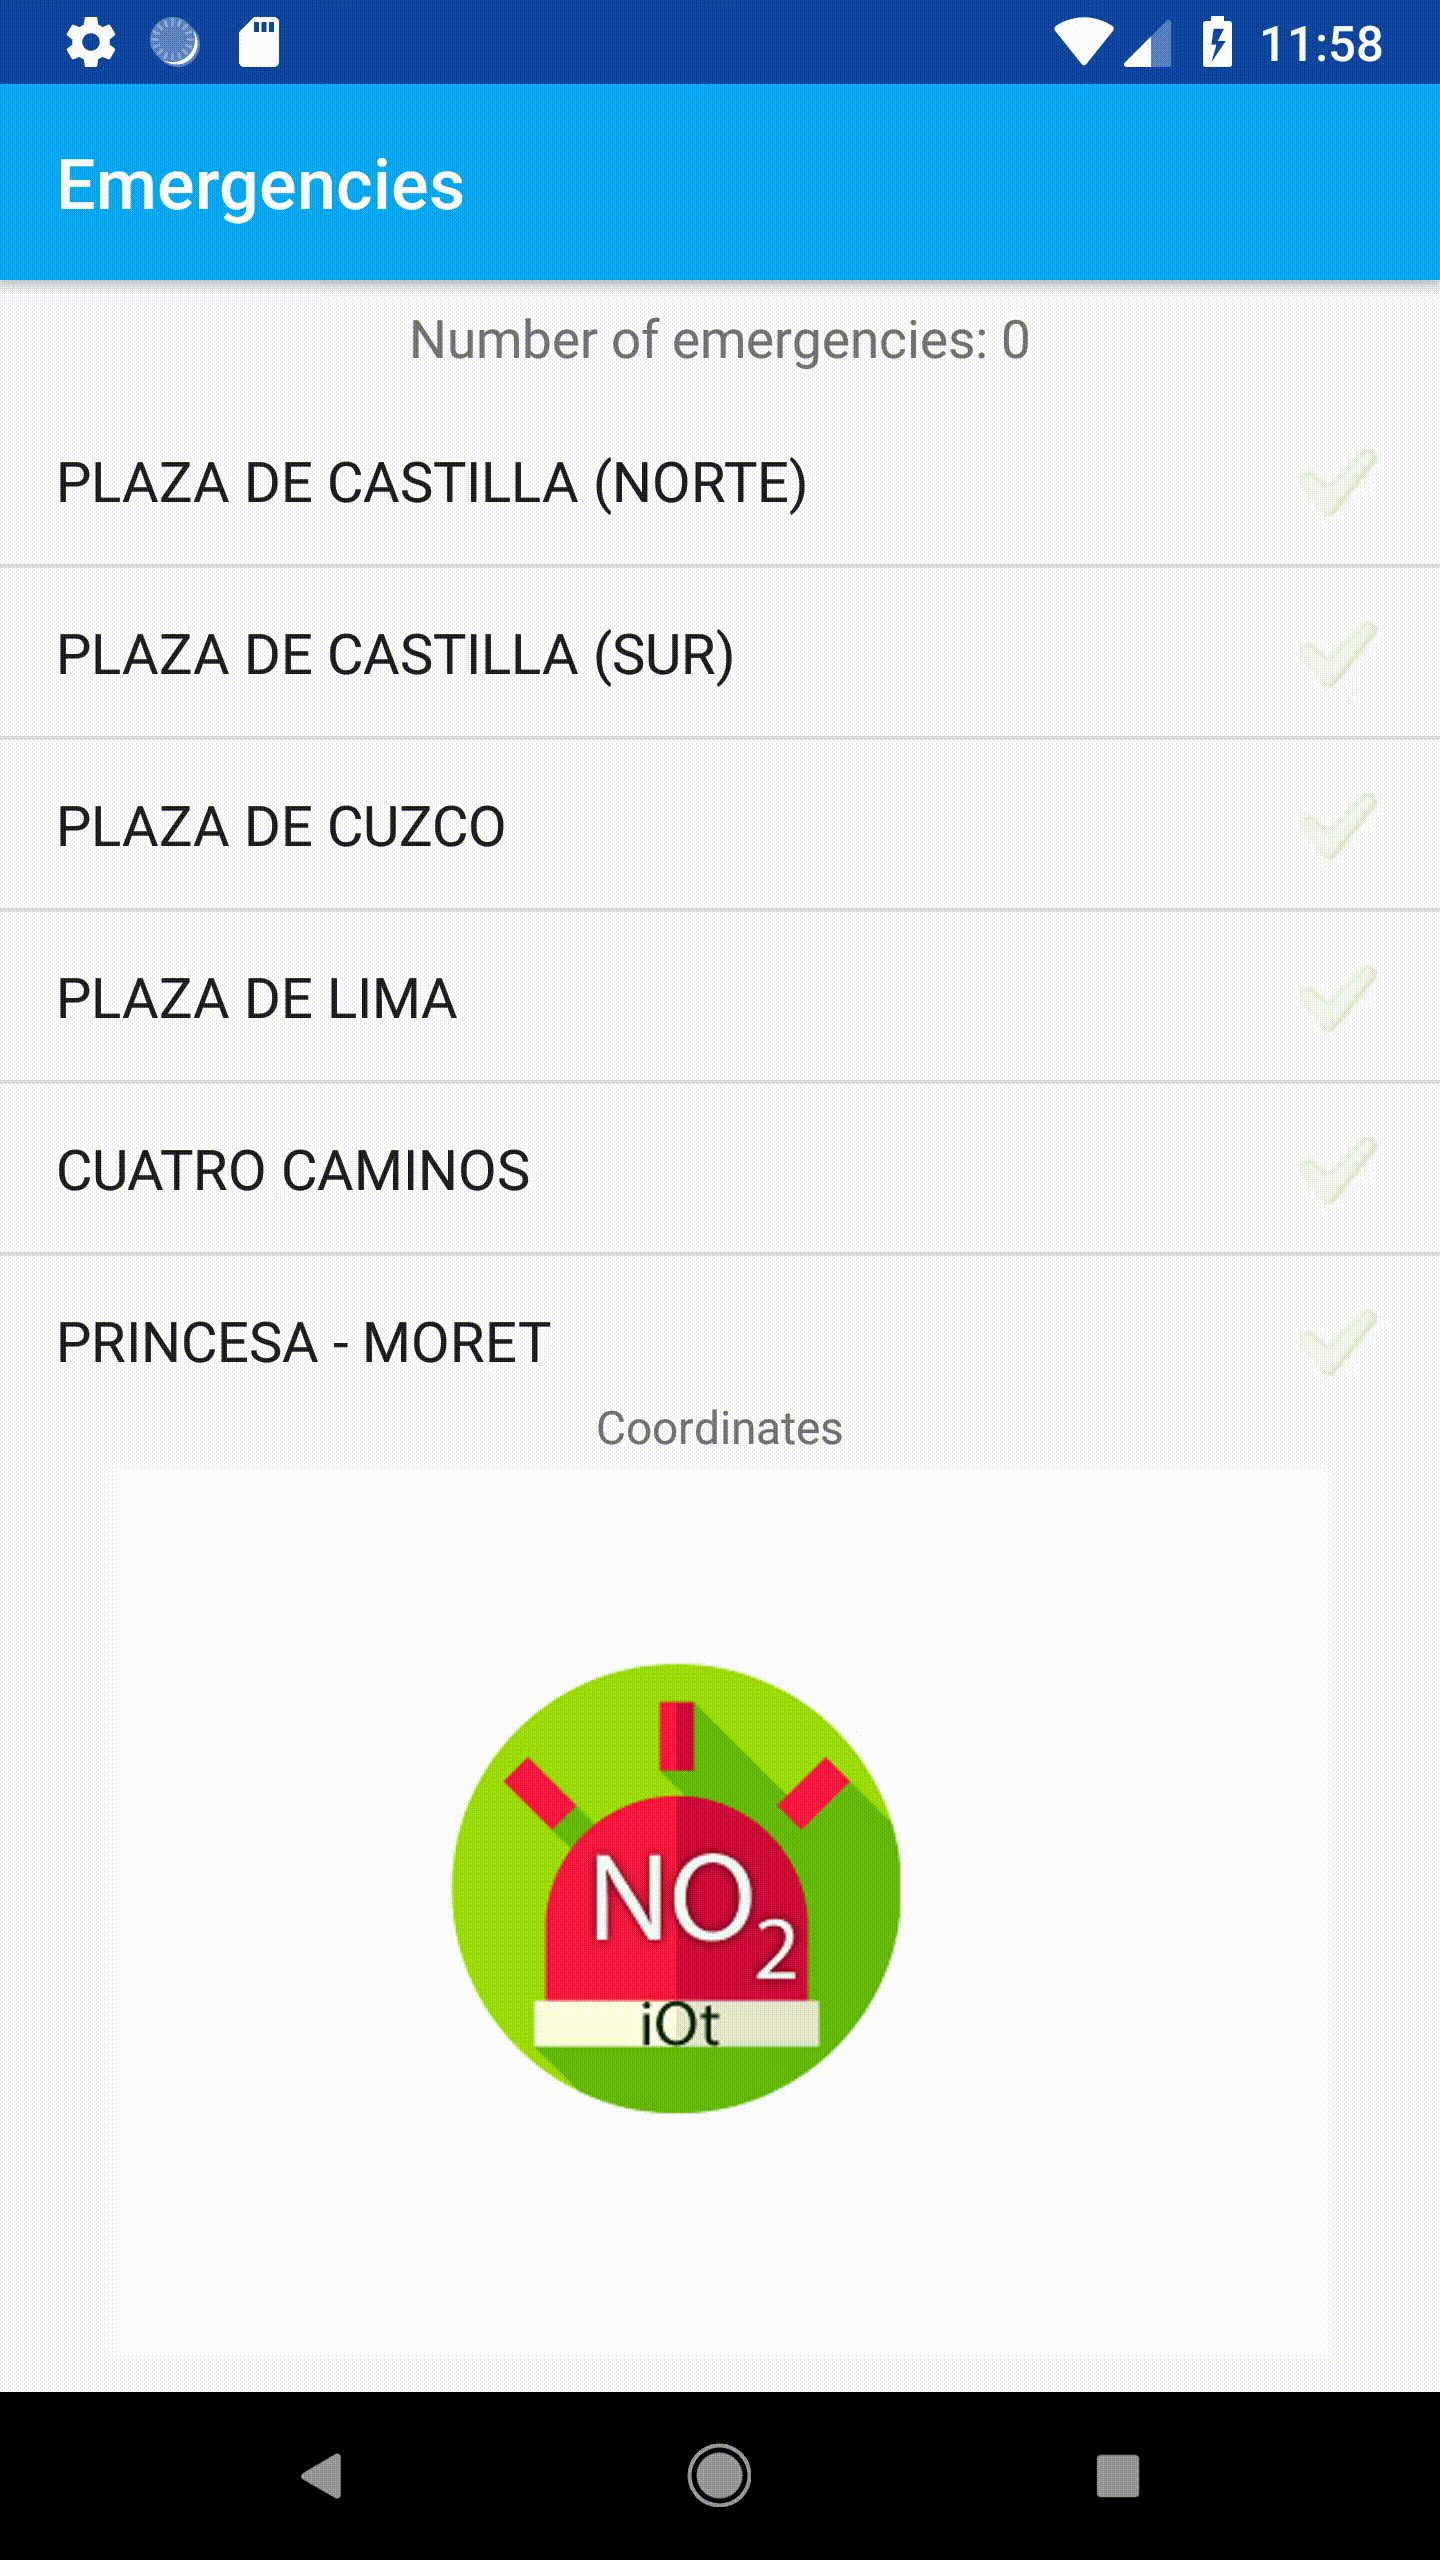 11:58
Emergencies
Number of emergencies: 0
PLAZA DE CASTILLA (NORTE)
PLAZA DE CASTILLA (SUR)
PLAZA DE CUZCO
PLAZA DE LIMA
CUATRO CAMINOS
PRINCESA - MORET
Coordinates
NO2
iOt